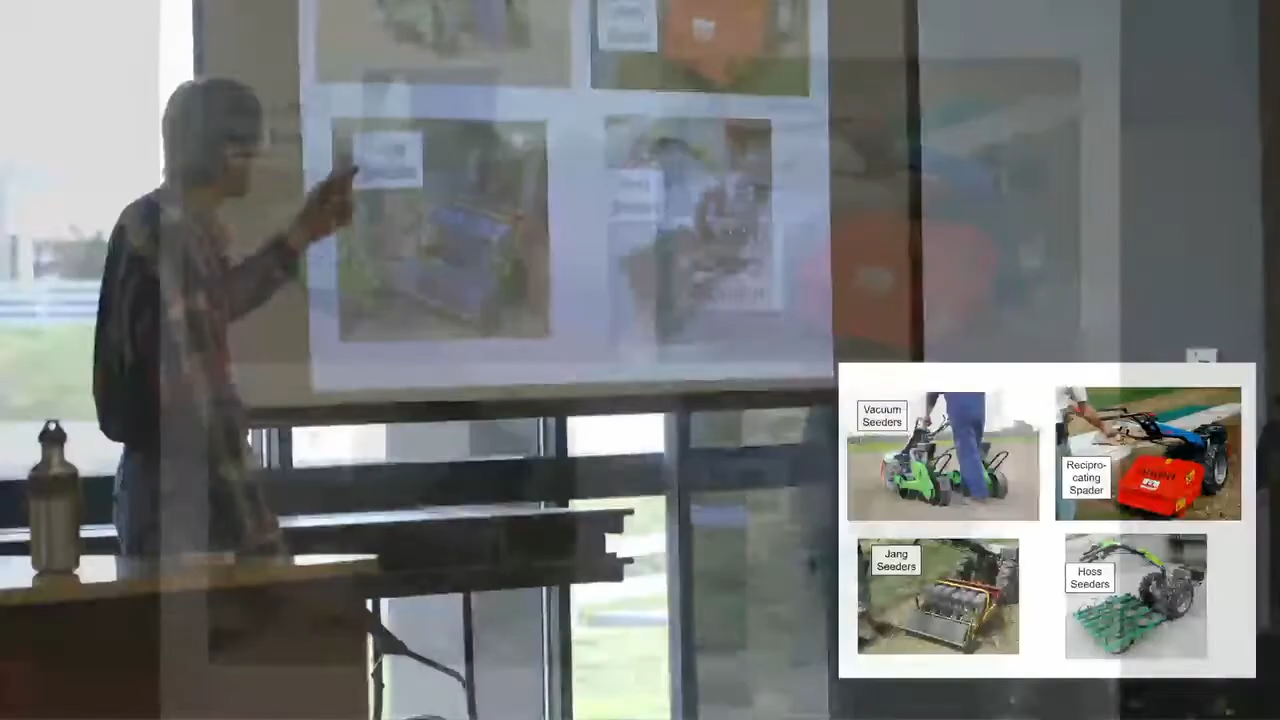 Vacuum
Seeders
Recipro-
cating
Spader
Jang
Seeders
Hoss
Seeders